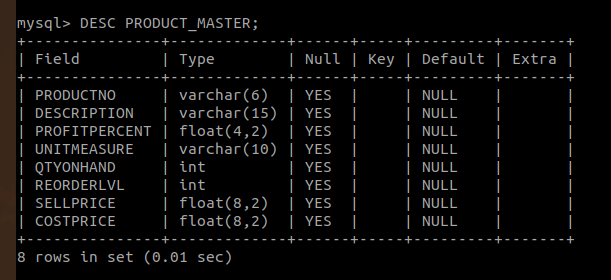 mysql> DESC PRODUCT_MASTER;
+---------------+-------------+------+-----+---------+-------+
| Field         | Type        | Null | Key | Default | Extra |
+---------------+-------------+------+-----+---------+-------+
| PRODUCTNO     | varchar(6)  | YES  |     | NULL    |       |
| DESCRIPTION   | varchar(15) | YES  |     | NULL    |       |
| PROFITPERCENT | float(4,2)  | YES  |     | NULL    |       |
| UNITMEASURE   | varchar(10) | YES  |     | NULL    |       |
| QTYONHAND     | int         | YES  |     | NULL    |       |
| REORDERLVL    | int         | YES  |     | NULL    |       |
| SELLPRICE     | float(8,2)  | YES  |     | NULL    |       |
| COSTPRICE     | float(8,2)  | YES  |     | NULL    |       |
+---------------+-------------+------+-----+---------+-------+
8 rows in set (0.01 sec)